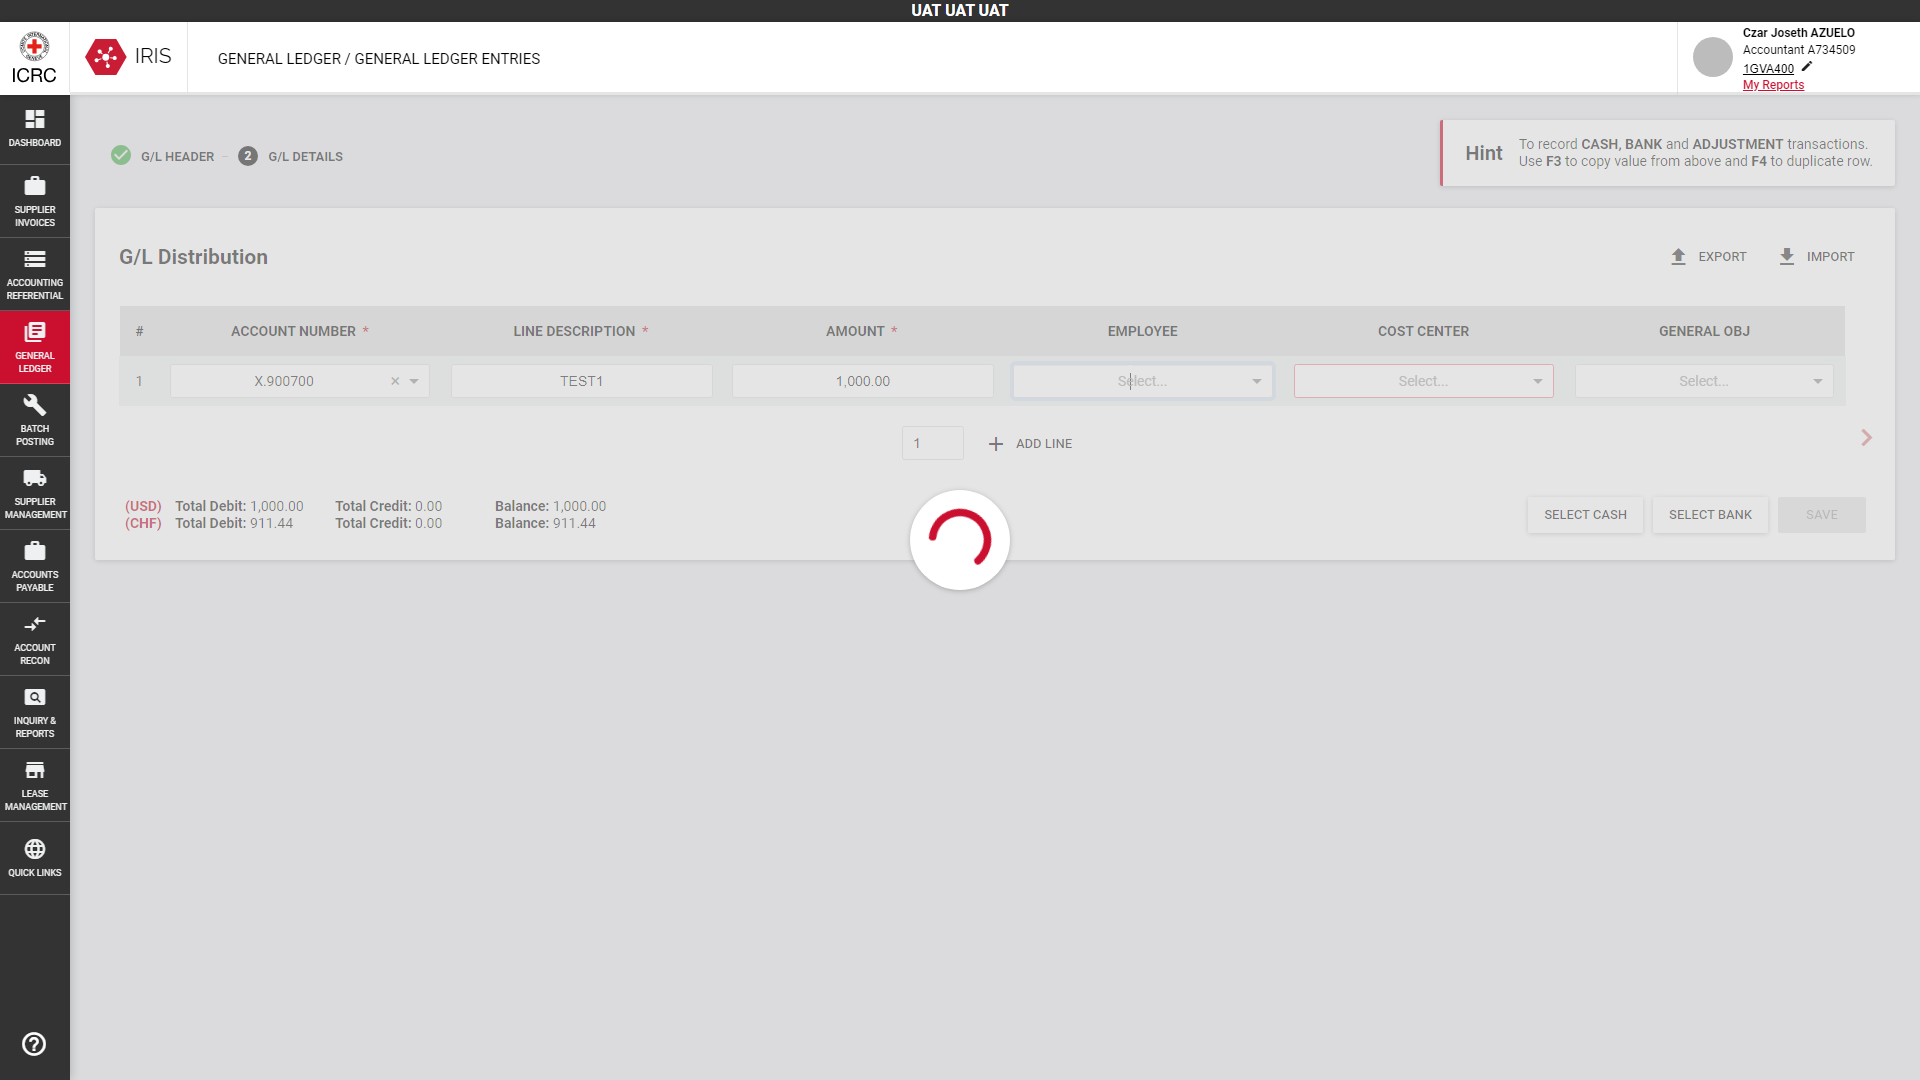 UAT UAT UAT
ICRC
IRIS
GENERAL LEDGER / GENERAL LEDGER ENTRIES
Czar Joseth AZUELO
Accountant A734509
1GVA400
My Reports
DASHBOARD
SUPPLIER
INVOICES
ACCOUNTING
REFERENTIAL
GENERAL
LEDGER
BATCH
POSTING
SUPPLIER
MANAGEMENT
ACCOUNTS
PAYABLE
ACCOUNT
RECON
INQUIRY &
REPORTS
LEASE
MANAGEMENT
QUICK LINKS
G/L HEADER
2 G/L DETAILS
Hint
To record CASH, BANK and ADJUSTMENT transactions.
Use F3 to copy value from above and F4 to duplicate row.
G/L Distribution
EXPORT IMPORT
# ACCOUNT NUMBER * LINE DESCRIPTION * AMOUNT * EMPLOYEE COST CENTER GENERAL OBJ
1 X.900700 × TEST1 1,000.00 Select... Select... Select...
1 + ADD LINE
(USD) Total Debit: 1,000.00 Total Credit: 0.00 Balance: 1,000.00
(CHF) Total Debit: 911.44 Total Credit: 0.00 Balance: 911.44
SELECT CASH SELECT BANK SAVE